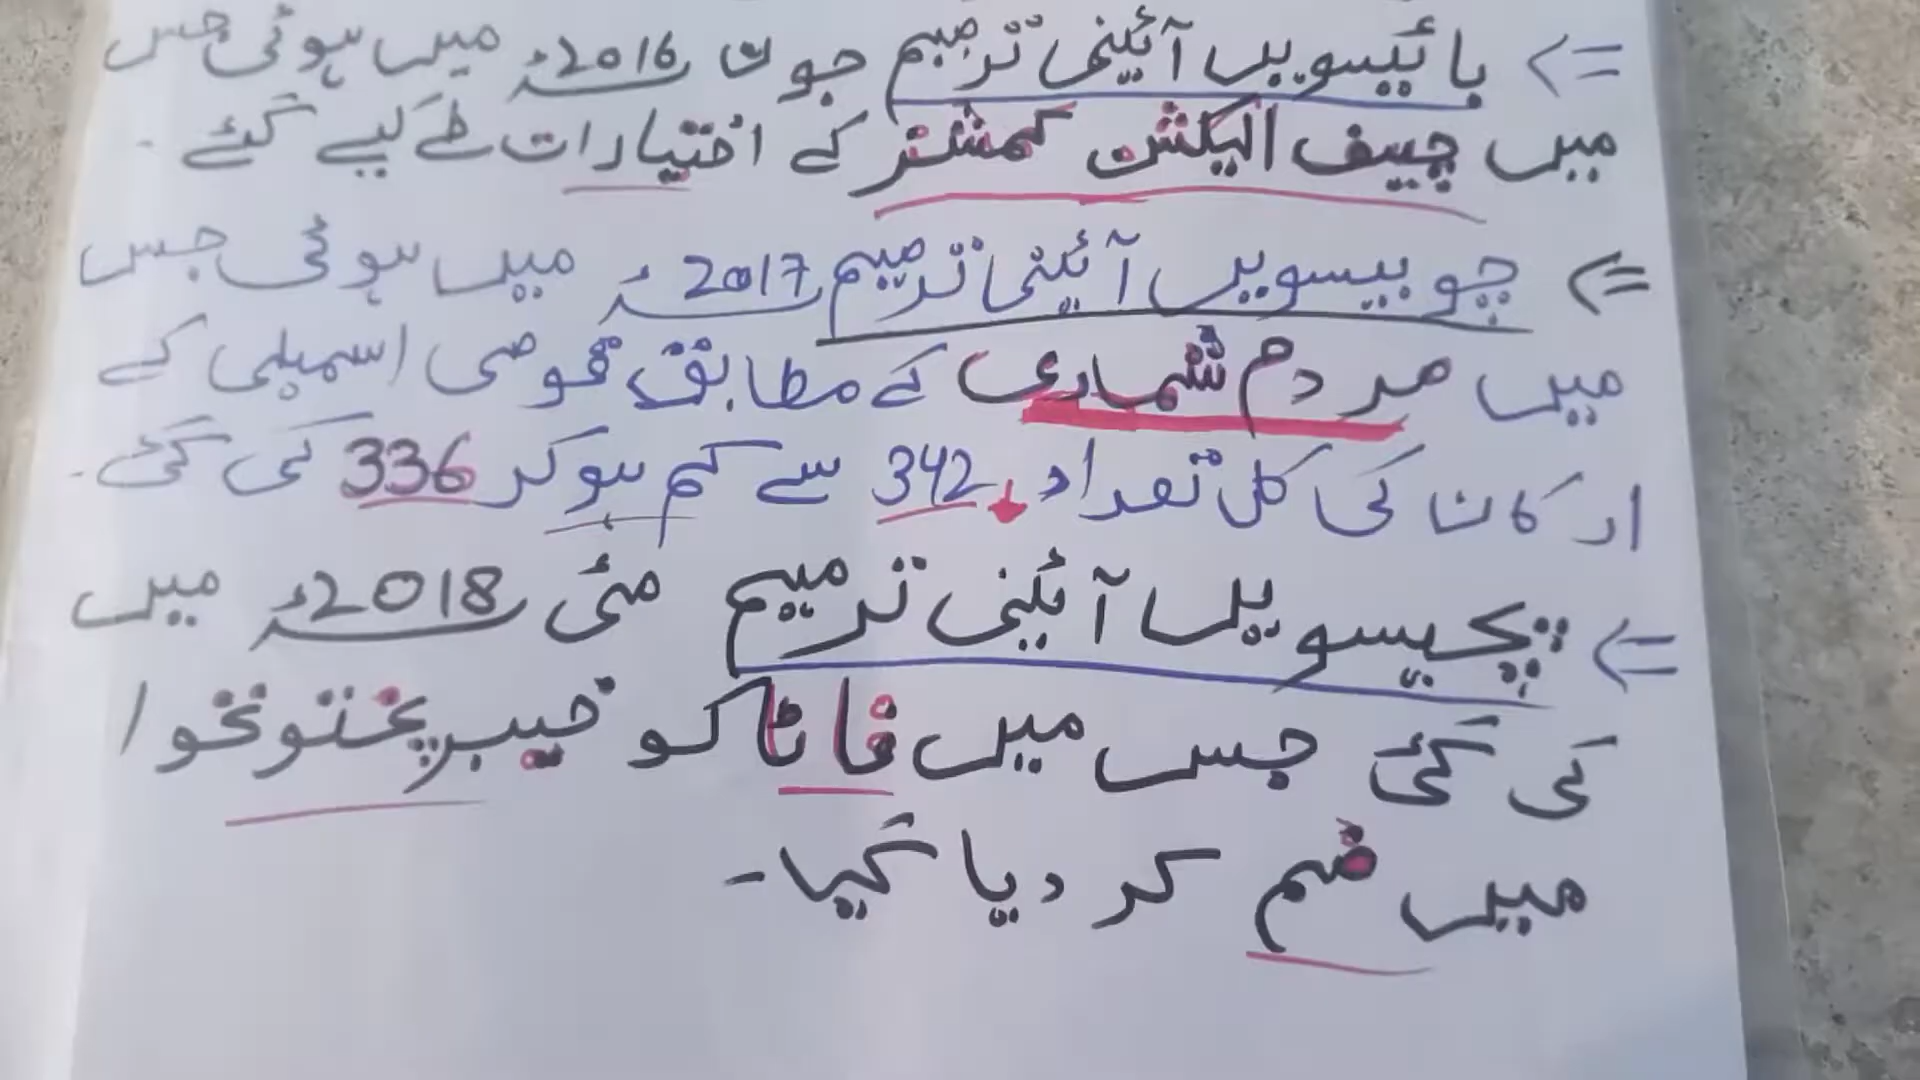 <= بائیسویں آئینی ترمیم جون 2016ء میں ہوئی جس
میں چیف الیکشن کمشنر کے اختیارات طے کیے گئے ۔
<= چوبیسویں آئینی ترمیم 2017ء میں ہوئی جس
میں مردم شماری کے مطابق قومی اسمبلی کے
ارکان کی کل تعداد 342 سے کم ہوکر 336 کی گئی ۔
<= پچیسویں آئینی ترمیم مئی 2018ء میں
کی گئی جس میں فاٹا کو خیبر پختونخوا
میں ضم کر دیا گیا ۔